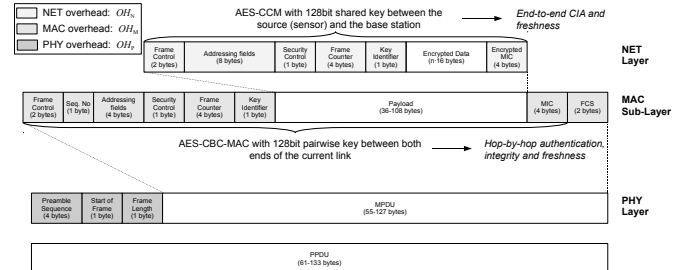 NET overhead: OH_N
MAC overhead: OH_M
PHY overhead: OH_P
AES-CCM with 128bit shared key between the
source (sensor) and the base station
End-to-end CIA and
freshness
Frame
Control
(2 bytes)
Addressing fields
(8 bytes)
Security
Control
(1 byte)
Frame
Counter
(4 bytes)
Key
Identifier
(1 byte)
Encrypted Data
(n·16 bytes)
Encrypted
MIC
(4 bytes)
NET
Layer
Frame
Control
(2 bytes)
Seq. No
(1 byte)
Addressing
fields
(4 bytes)
Security
Control
(1 byte)
Frame
Counter
(4 bytes)
Key
Identifier
(1 byte)
Payload
(36-108 bytes)
MIC
(4 bytes)
FCS
(2 bytes)
MAC
Sub-Layer
AES-CBC-MAC with 128bit pairwise key between both
ends of the current link
Hop-by-hop authentication,
integrity and freshness
Preamble
Sequence
(4 bytes)
Start of
Frame
(1 byte)
Frame
Length
(1 byte)
MPDU
(55-127 bytes)
PHY
Layer
PPDU
(61-133 bytes)